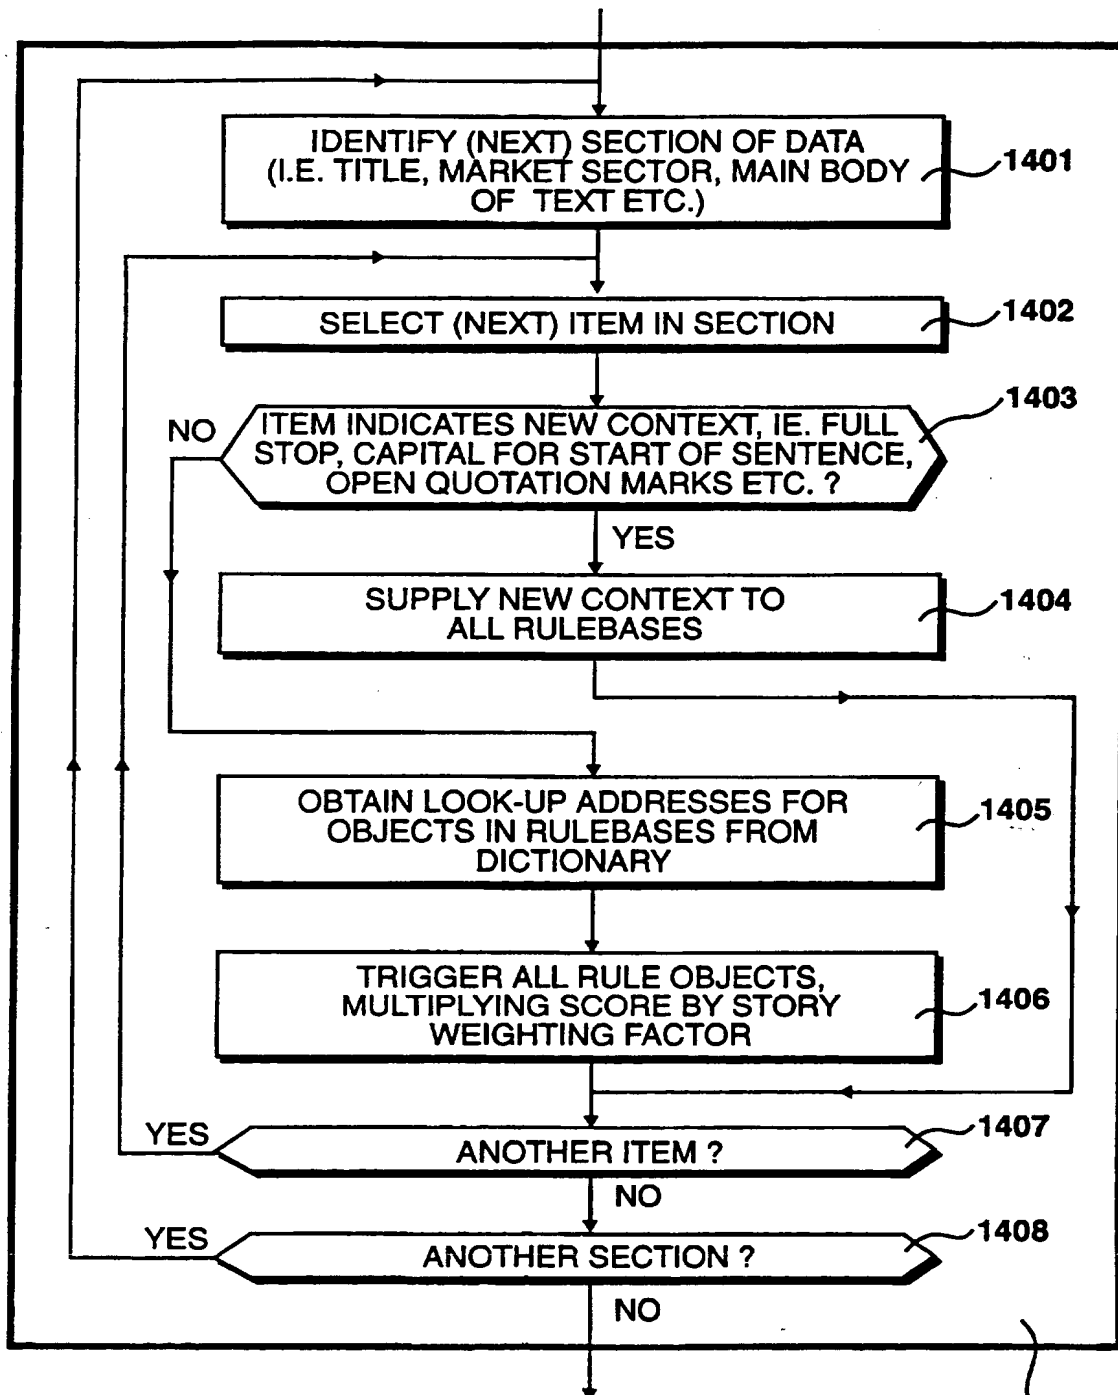 IDENTIFY (NEXT) SECTION OF DATA
(I.E. TITLE, MARKET SECTOR, MAIN BODY
OF TEXT ETC.)
1401
SELECT (NEXT) ITEM IN SECTION
1402
1403
NO
ITEM INDICATES NEW CONTEXT, IE. FULL
STOP, CAPITAL FOR START OF SENTENCE,
OPEN QUOTATION MARKS ETC. ?
YES
SUPPLY NEW CONTEXT TO
ALL RULEBASES
1404
OBTAIN LOOK-UP ADDRESSES FOR
OBJECTS IN RULEBASES FROM
DICTIONARY
1405
TRIGGER ALL RULE OBJECTS,
MULTIPLYING SCORE BY STORY
WEIGHTING FACTOR
1406
YES
ANOTHER ITEM ?
1407
NO
YES
ANOTHER SECTION ?
1408
NO